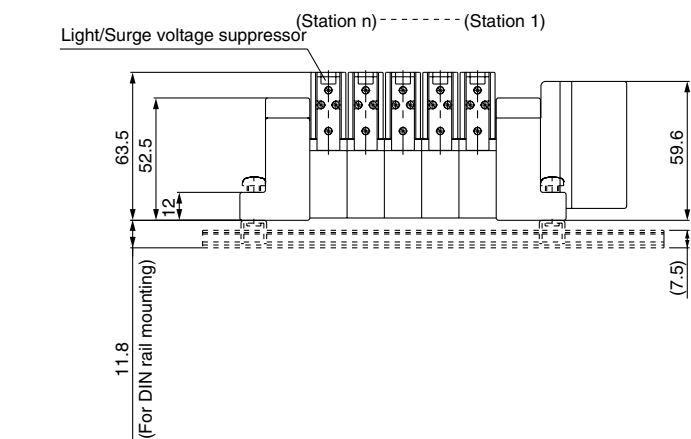 (Station n) - - - - - - - - (Station 1)
Light/Surge voltage suppressor
63.5
52.5
12
59.6
(7.5)
11.8
(For DIN rail mounting)